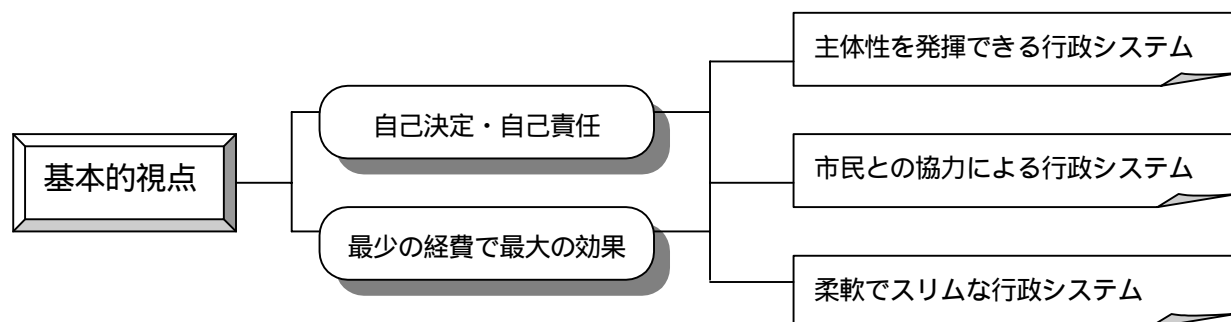 基本的視点
自己決定・自己責任
最少の経費で最大の効果
主体性を発揮できる行政システム
市民との協力による行政システム
柔軟でスリムな行政システム